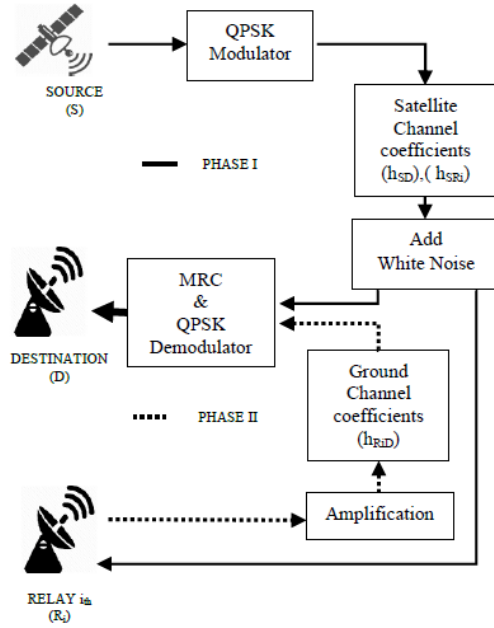 QPSK
Modulator
SOURCE
(S)
Satellite
Channel
coefficients
(hSD),( hSRi)
PHASE I
Add
White Noise
MRC
&
QPSK
Demodulator
DESTINATION
(D)
Ground
Channel
coefficients
(hRiD)
PHASE II
Amplification
RELAY ith
(Ri)